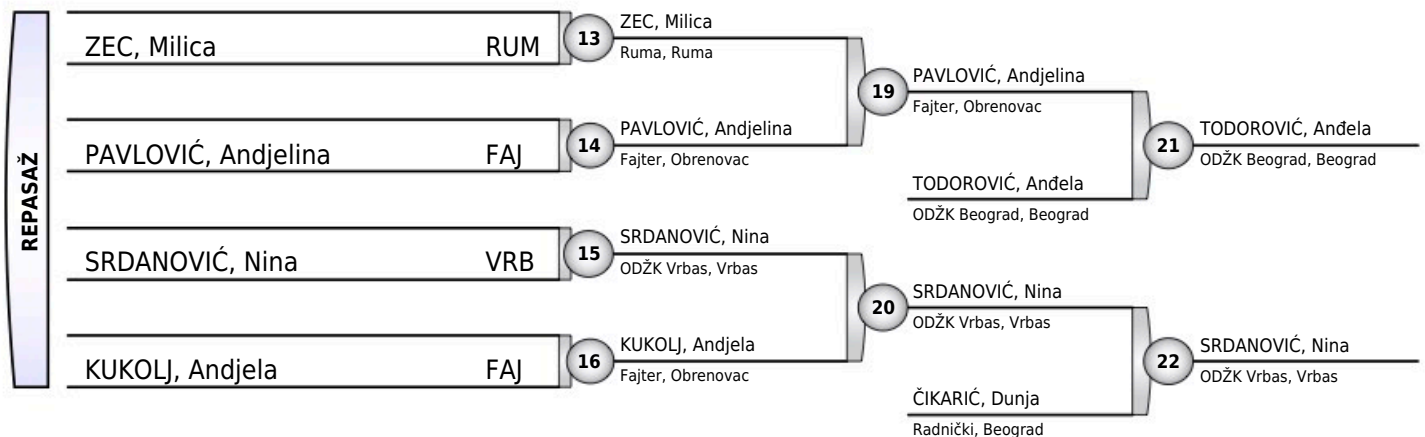 REPASAŽ
ZEC, Milica RUM
13
ZEC, Milica
Ruma, Ruma
PAVLOVIĆ, Andjelina FAJ
14
PAVLOVIĆ, Andjelina
Fajter, Obrenovac
19
PAVLOVIĆ, Andjelina
Fajter, Obrenovac
TODOROVIĆ, Anđela
ODŽK Beograd, Beograd
21
TODOROVIĆ, Anđela
ODŽK Beograd, Beograd
SRDANOVIĆ, Nina VRB
15
SRDANOVIĆ, Nina
ODŽK Vrbas, Vrbas
KUKOLJ, Andjela FAJ
16
KUKOLJ, Andjela
Fajter, Obrenovac
20
SRDANOVIĆ, Nina
ODŽK Vrbas, Vrbas
ČIKARIĆ, Dunja
Radnički, Beograd
22
SRDANOVIĆ, Nina
ODŽK Vrbas, Vrbas